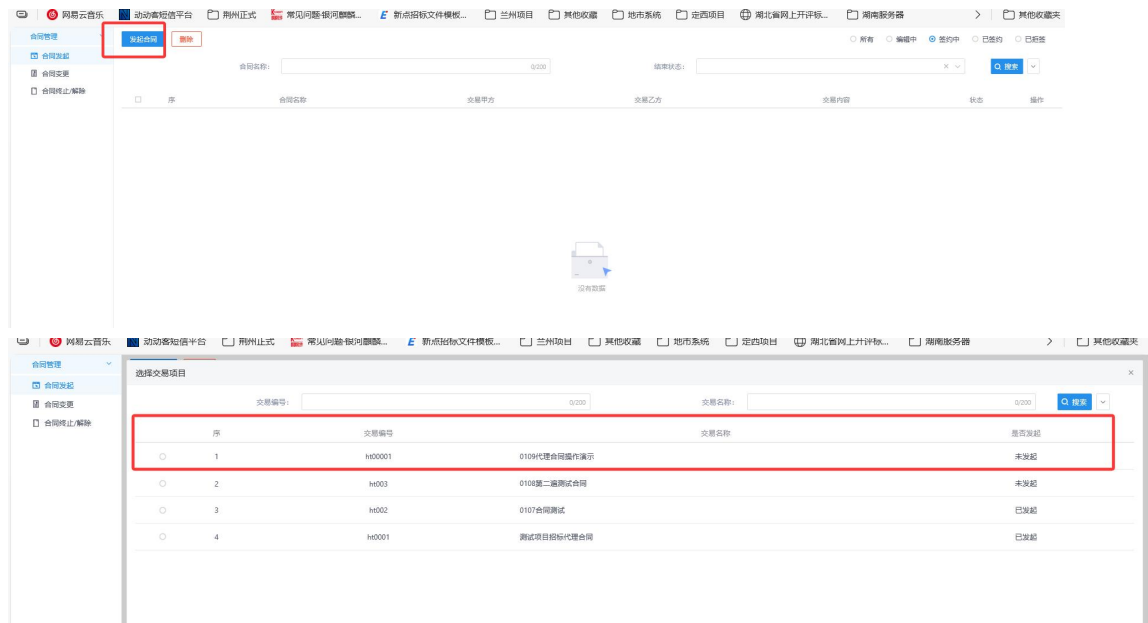 网易云音乐 动动客短信平台 荆州正式 常见问题-银河麒麟... 新点招标文件模板... 兰州项目 其他收藏 地市系统 定西项目 湖北省网上开评标... 湖南服务器 其他收藏夹
合同管理 发起合同 删除 所有 编辑中 签约中 已签约 已拒签
合同发起
合同名称: 0/200 结束状态: 搜索
合同变更
合同终止/解除
序 合同名称 交易甲方 交易乙方 交易内容 状态 操作
没有数据
网易云音乐 动动客短信平台 荆州正式 常见问题-银河麒麟... 新点招标文件模板... 兰州项目 其他收藏 地市系统 定西项目 湖北省网上开评标... 湖南服务器 其他收藏夹
合同管理 选择交易项目
合同发起
合同变更 交易编号: 0/200 交易名称: 0/200 搜索
合同终止/解除
序 交易编号 交易名称 是否发起
1 ht00001 0109代理合同操作演示 未发起
2 ht003 0108第二遍测试合同 未发起
3 ht002 0107合同测试 已发起
4 ht0001 测试项目招标代理合同 已发起